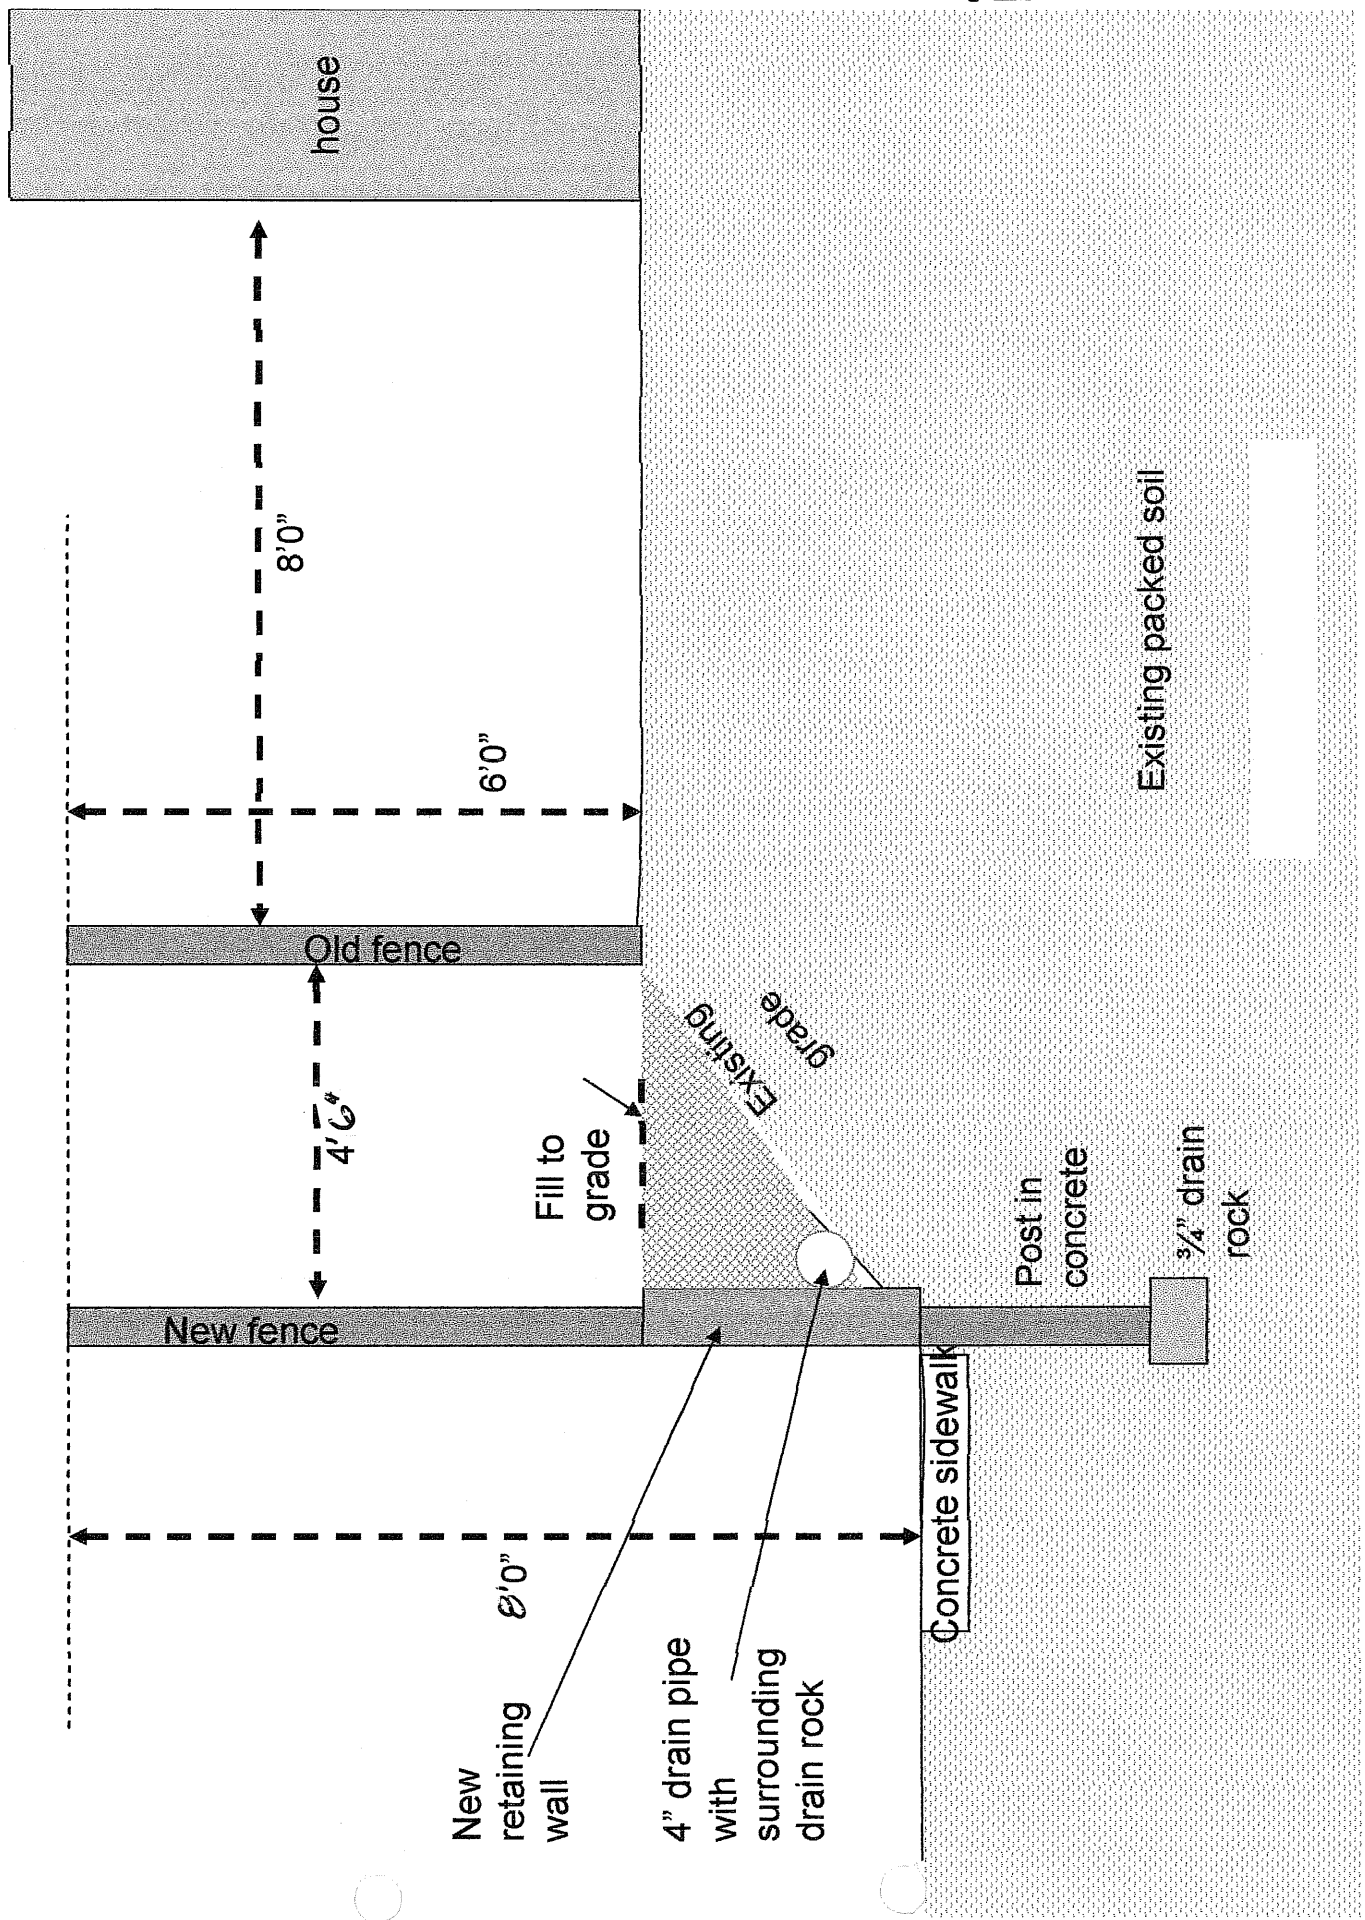 house
8'0"
6'0"
Old fence
4'6"
New fence
Fill to
grade
Existing
grade
8'0"
New
retaining
wall
4" drain pipe
with
surrounding
drain rock
Concrete sidewalk
Post in
concrete
¾" drain
rock
Existing packed soil